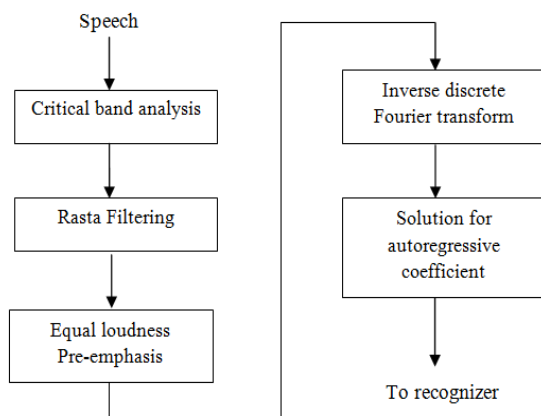 Speech
Critical band analysis
Rasta Filtering
Equal loudness
Pre-emphasis
Inverse discrete
Fourier transform
Solution for
autoregressive
coefficient
To recognizer